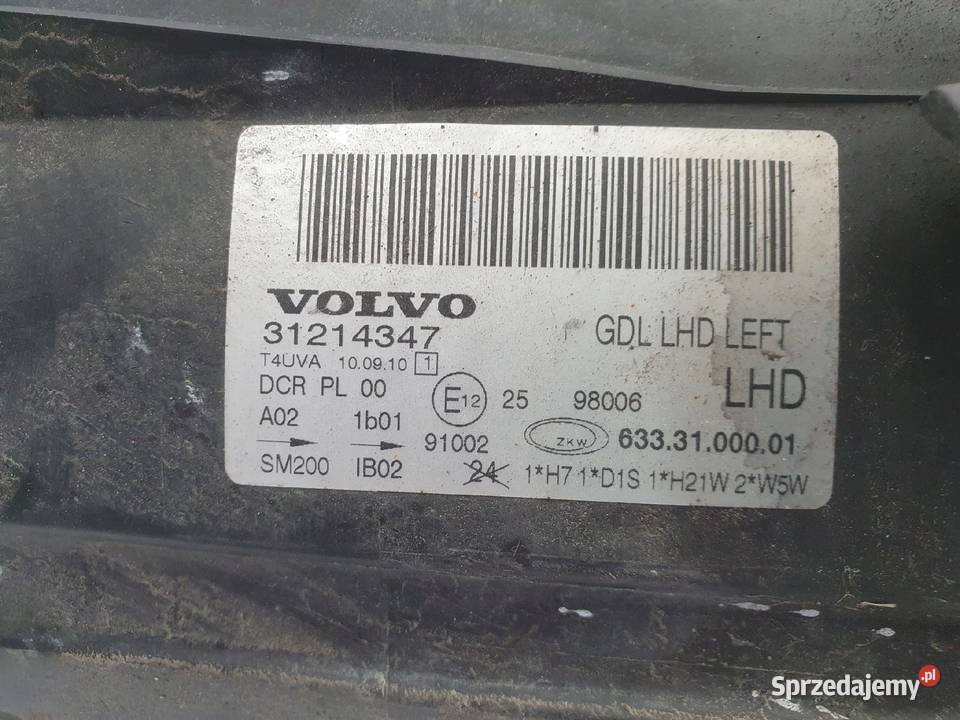 VOLVO
31214347
GDL LHD LEFT
T4UVA 10.09.10 1
LHD
DCR PL 00 E12 25 98006
A02 1b01 91002 ZKW 633.31.000.01
SM200 IB02 24 1*H7 1*D1S 1*H21W 2*W5W
Sprzedajemy.pl